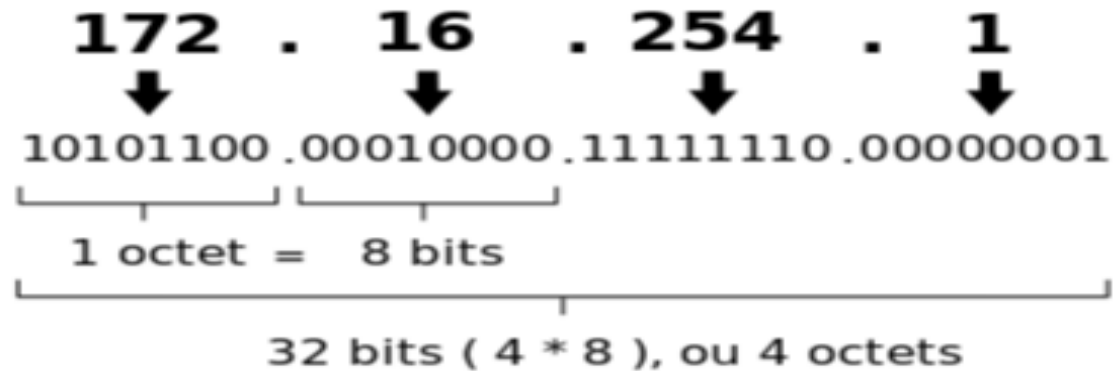 172 . 16 . 254 . 1
10101100 .00010000 .11111110 .00000001
1 octet = 8 bits
32 bits ( 4 * 8 ), ou 4 octets